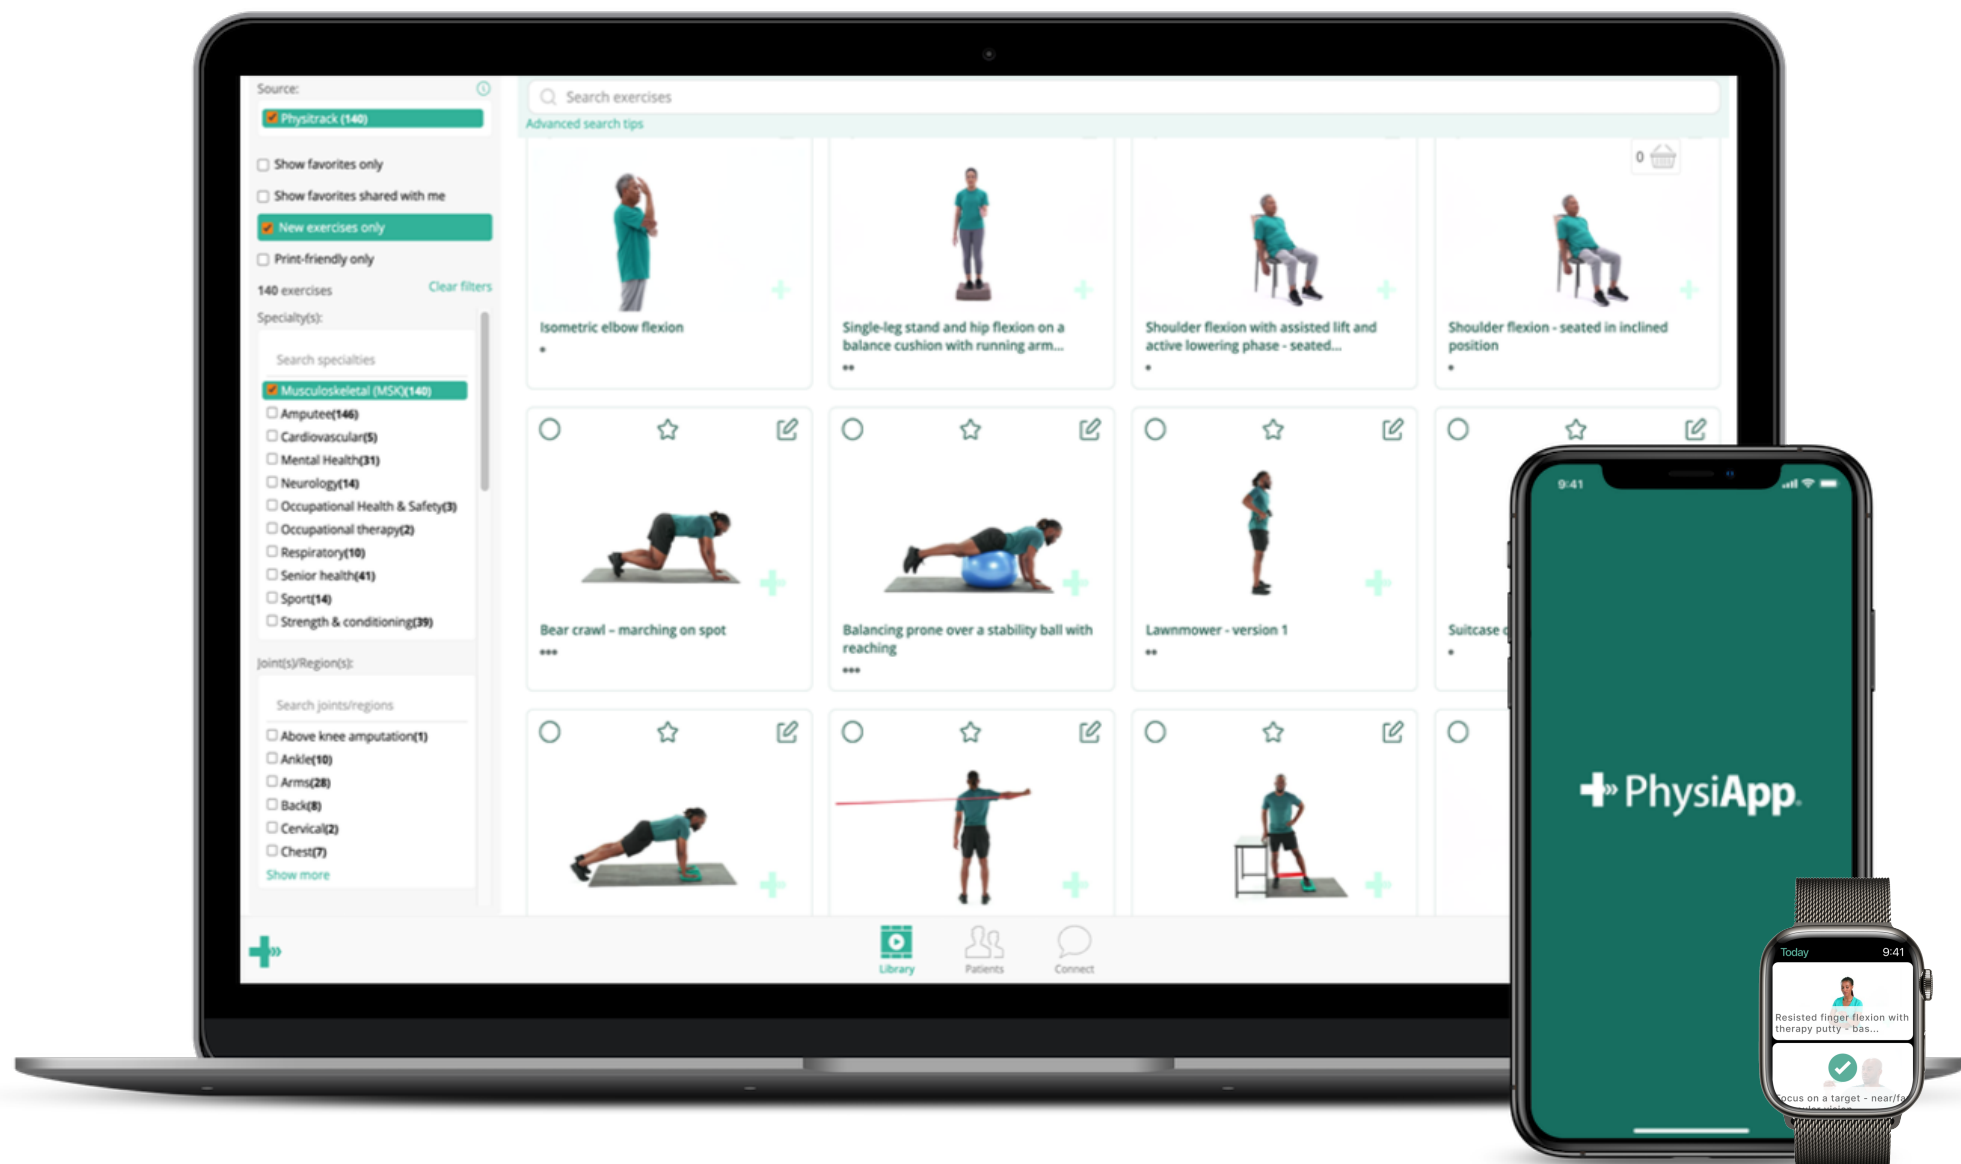 Source:
Physitrack (140)
Show favorites only
Show favorites shared with me
New exercises only
Print-friendly only
140 exercises
Clear filters
Specialty(s):
Search specialties
Musculoskeletal (MSK)(140)
Amputee(146)
Cardiovascular(5)
Mental Health(31)
Neurology(14)
Occupational Health & Safety(3)
Occupational therapy(2)
Respiratory(10)
Senior health(41)
Sport(14)
Strength & conditioning(39)
Joint(s)/Region(s):
Search joints/regions
Above knee amputation(1)
Ankle(10)
Arms(28)
Back(8)
Cervical(2)
Chest(7)
Show more
Search exercises
Advanced search tips
0
Isometric elbow flexion
Single-leg stand and hip flexion on a
balance cushion with running arm...
Shoulder flexion with assisted lift and
active lowering phase - seated...
Shoulder flexion - seated in inclined
position
Bear crawl – marching on spot
Balancing prone over a stability ball with
reaching
Lawnmower - version 1
Suitcase
Library
Patients
Connect
9:41
PhysiApp
Today
9:41
Resisted finger flexion with
therapy putty - bas...
Focus on a target - near/fa